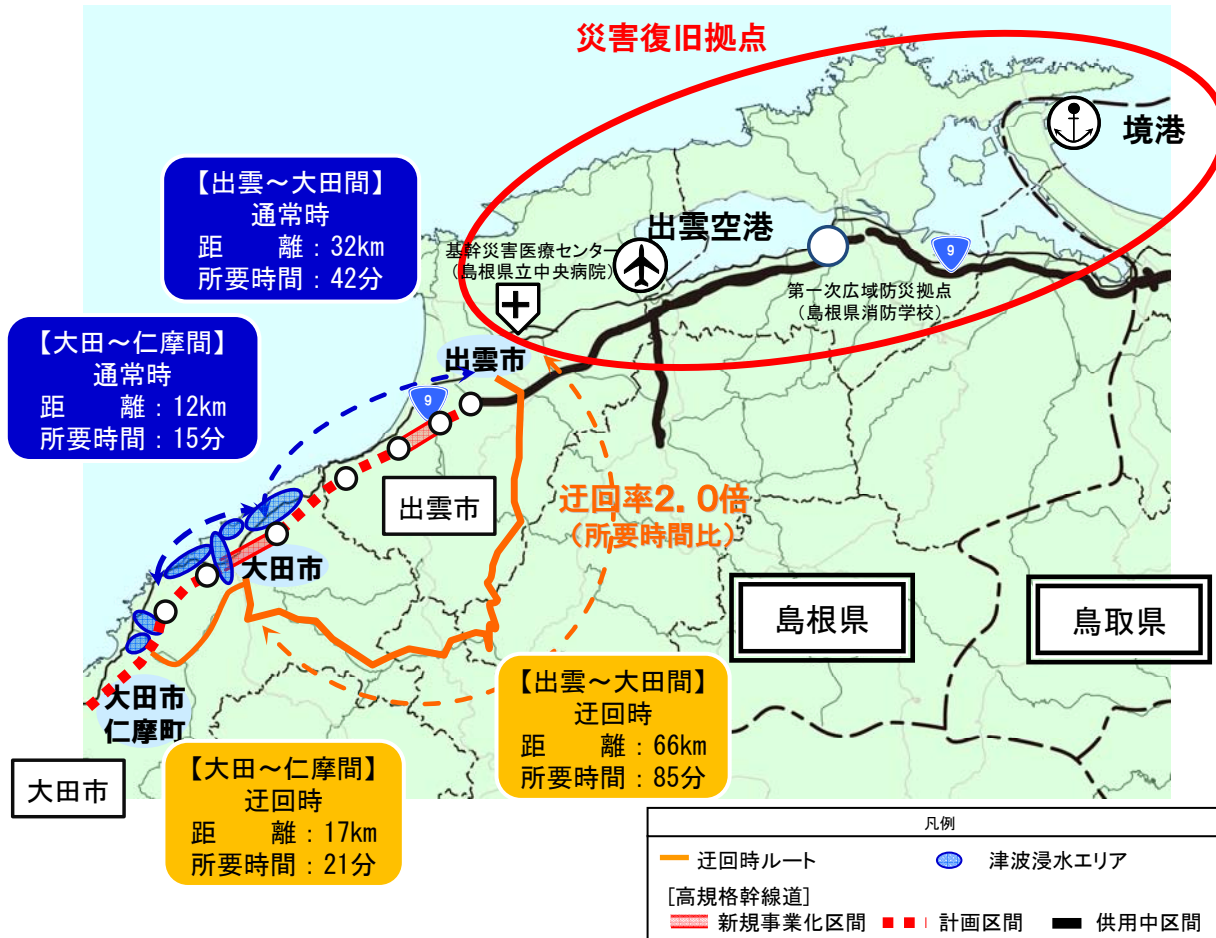 災害復旧拠点
境港
【出雲～大田間】
通常時
距　　離：32km
所要時間：42分
出雲空港
基幹災害医療センター
（島根県立中央病院）
9
第一次広域防災拠点
（島根県消防学校）
【大田～仁摩間】
通常時
距　　離：12km
所要時間：15分
出雲市
9
出雲市
迂回率2．0倍
（所要時間比）
大田市
島根県
鳥取県
大田市
仁摩町
【出雲～大田間】
迂回時
距　　離：66km
所要時間：85分
大田市
【大田～仁摩間】
迂回時
距　　離：17km
所要時間：21分
凡例
迂回時ルート
津波浸水エリア
[高規格幹線道]
新規事業化区間
計画区間
供用中区間